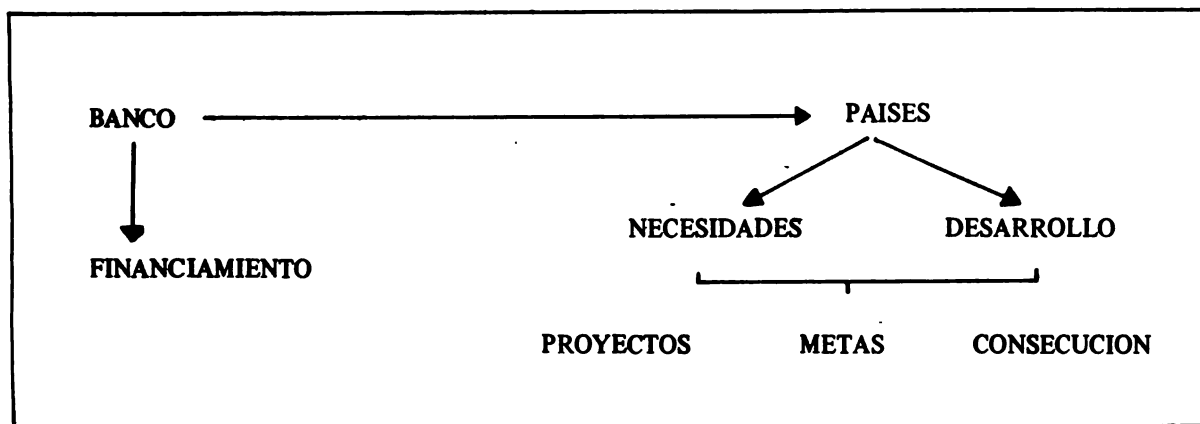 BANCO PAISES
NECESIDADES DESARROLLO
FINANCIAMIENTO
PROYECTOS METAS CONSECUCION